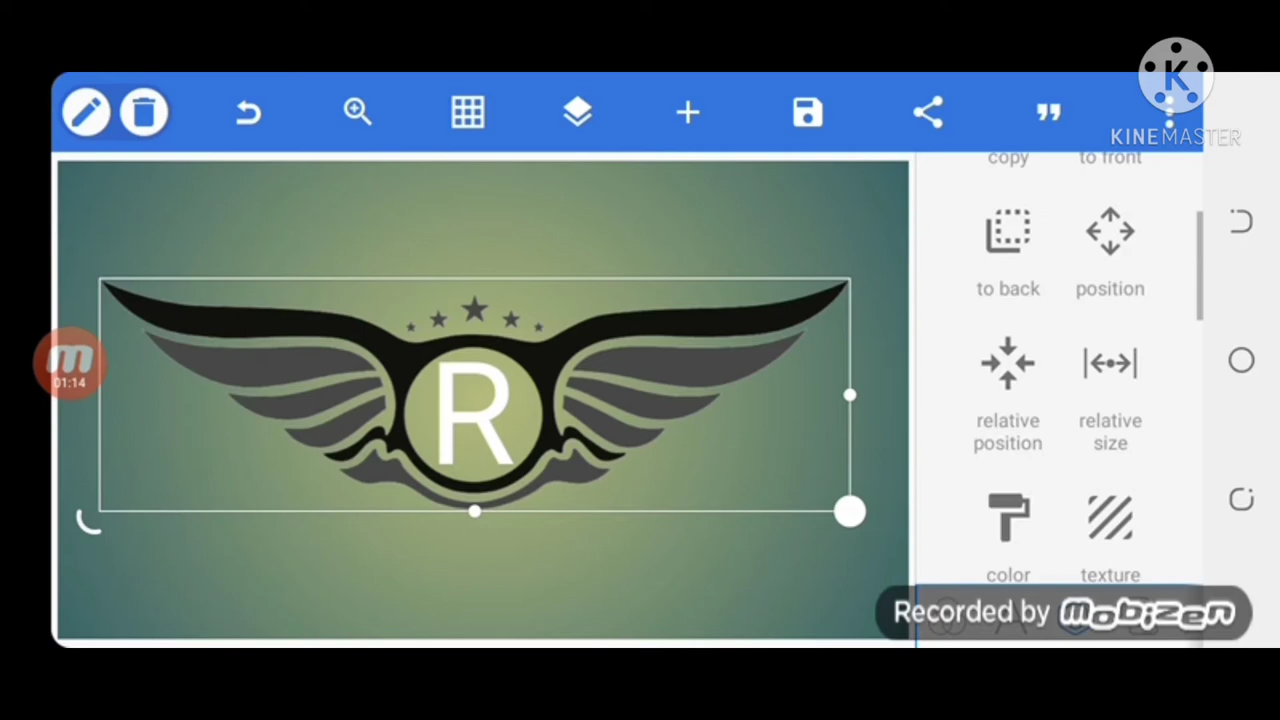 K
KINEMASTER
copy to front
to back position
relative position relative size
color texture
R
M
01:14
Recorded by mobizen